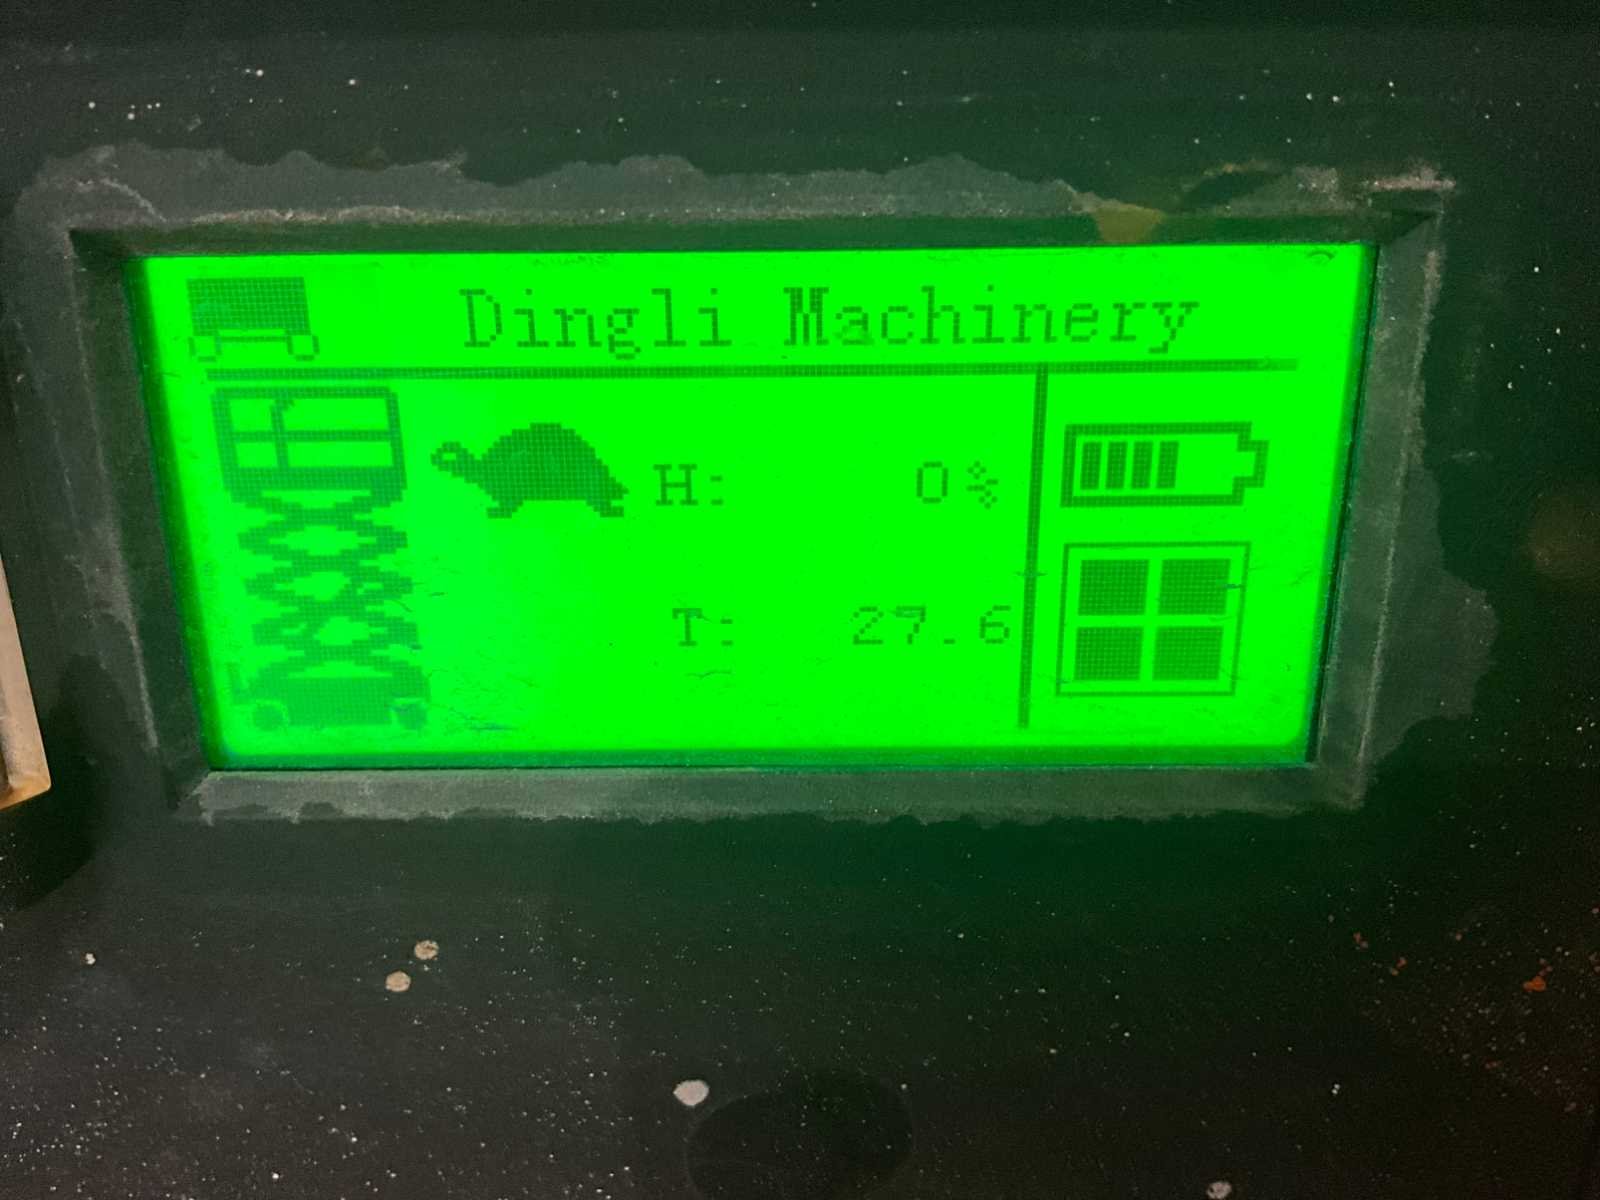 Dingli Machinery
H: 0%
T: 27.6